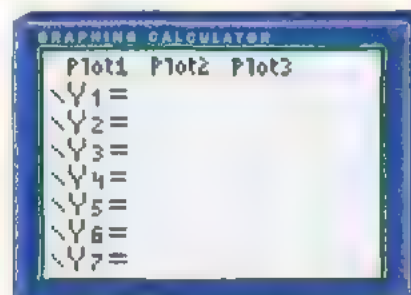 GRAPHING CALCULATOR
Plot1 Plot2 Plot3
\Y1=
\Y2=
\Y3=
\Y4=
\Y5=
\Y6=
\Y7=